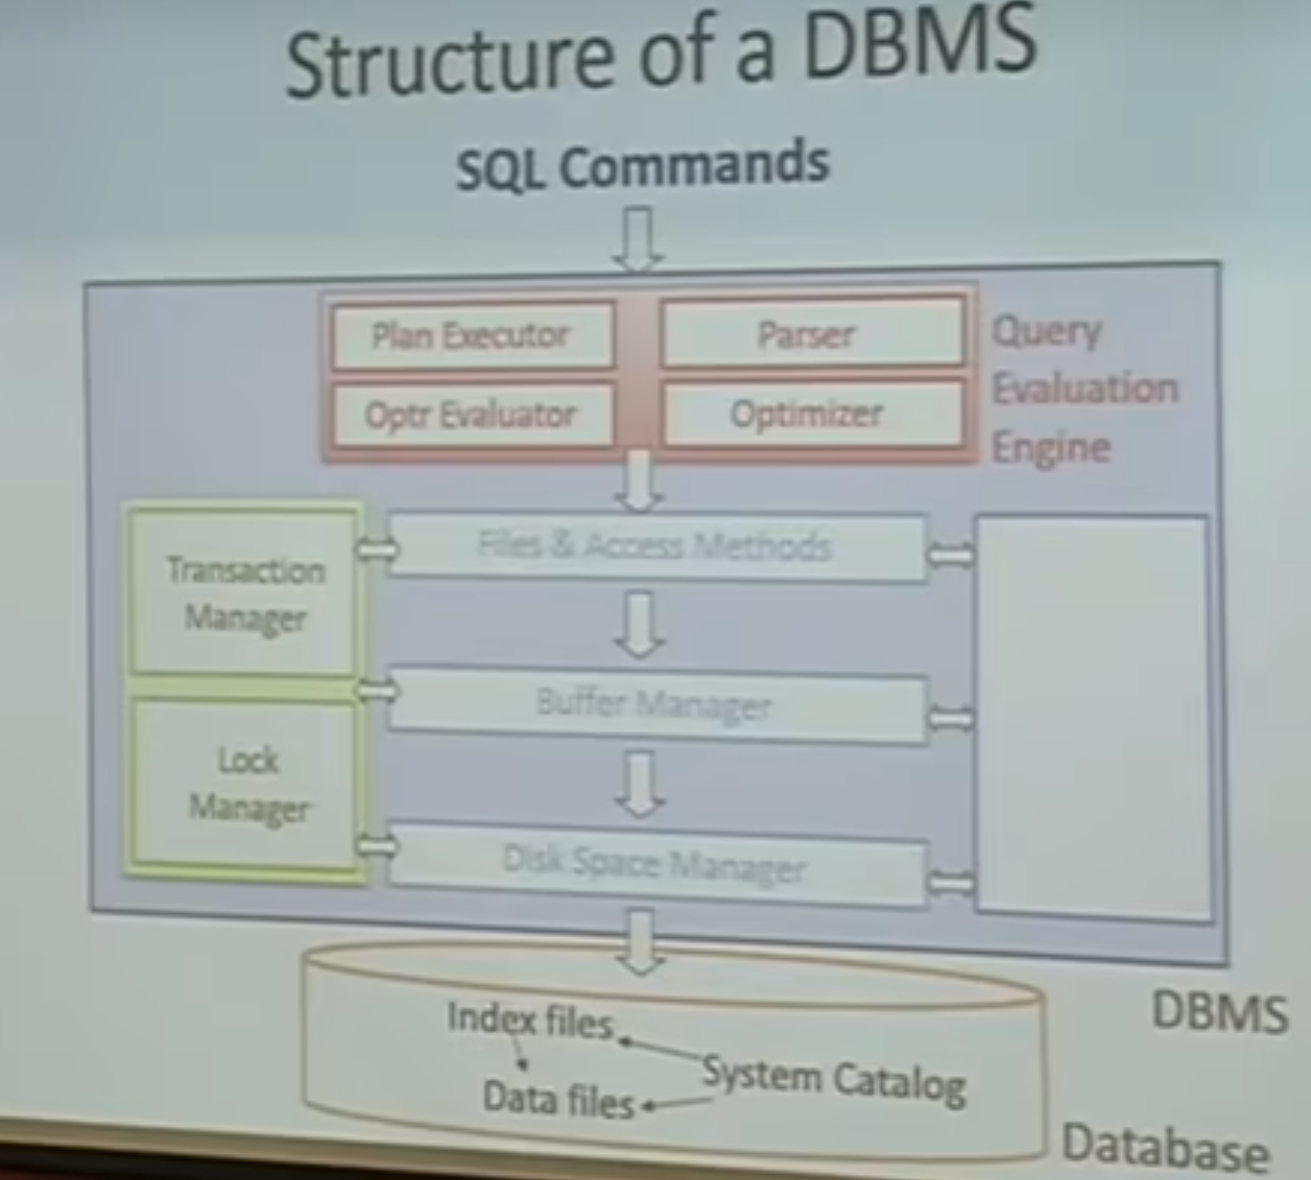 Structure of a DBMS
SQL Commands
Plan Executor
Parser
Optr Evaluator
Optimizer
Query
Evaluation
Engine
Transaction
Manager
Lock
Manager
Files & Access Methods
Buffer Manager
Disk Space Manager
Index files
System Catalog
Data files
DBMS
Database